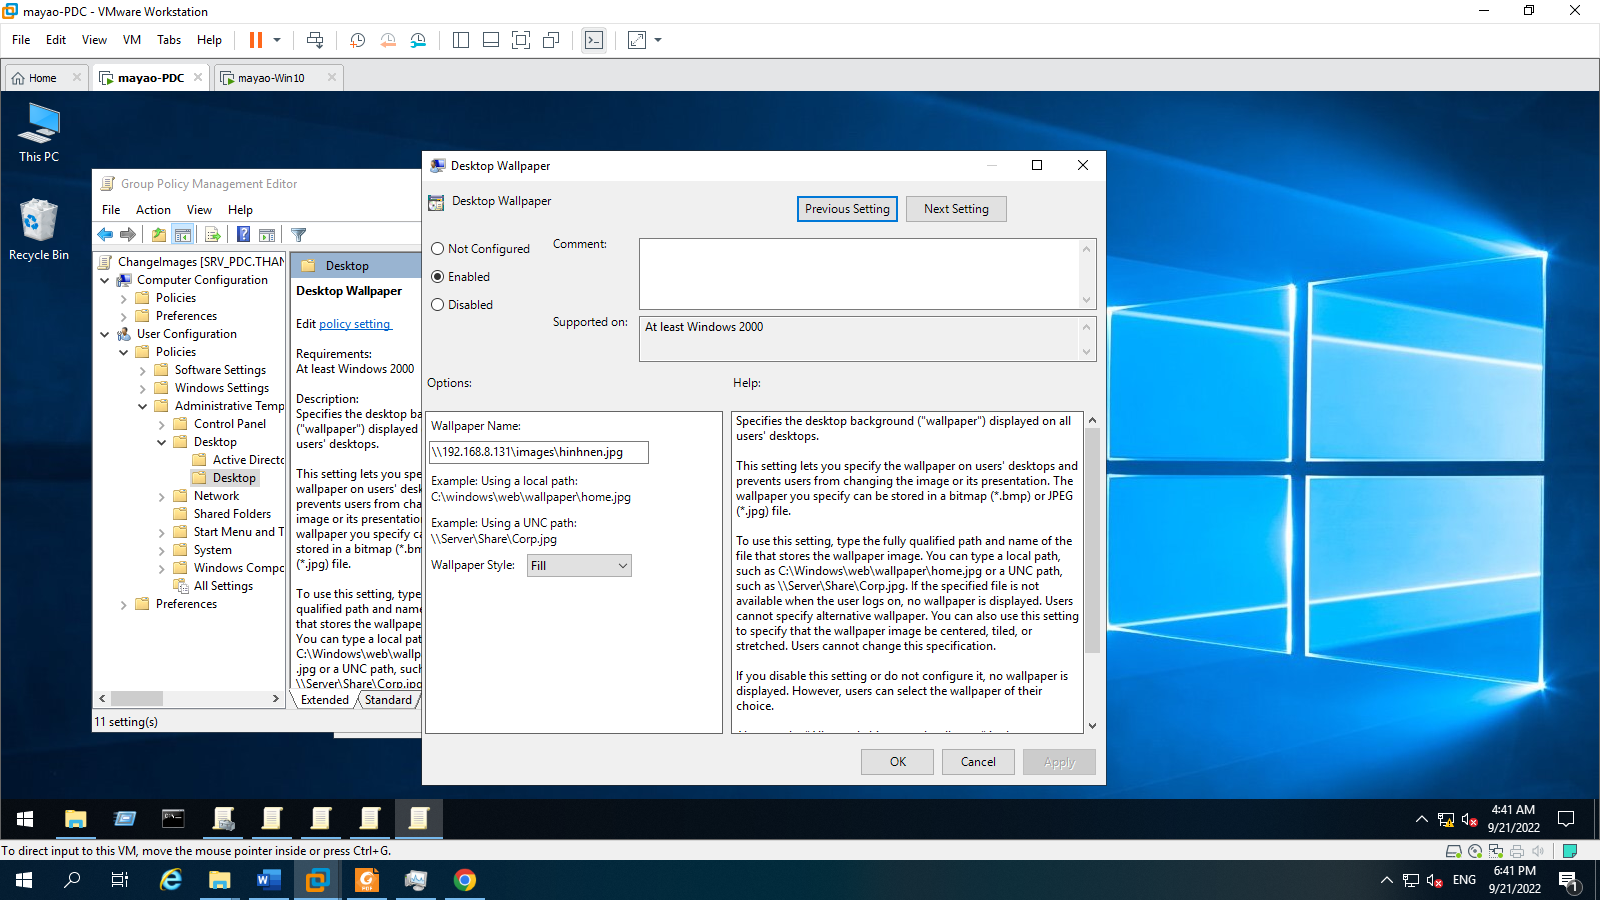 mayao-PDC - VMware Workstation
File Edit View VM Tabs Help
Home mayao-PDC mayao-Win10
This PC
Recycle Bin
Group Policy Management Editor
File Action View Help
ChangeImages [SRV_PDC.THAN
Computer Configuration
Policies
Preferences
User Configuration
Policies
Software Settings
Windows Settings
Administrative Temp
Control Panel
Desktop
Active Directo
Desktop
Network
Shared Folders
Start Menu and T
System
Windows Compo
All Settings
Preferences
Desktop
Desktop Wallpaper
Edit policy setting
Requirements:
At least Windows 2000
Description:
Specifies the desktop ba
("wallpaper") displayed
users' desktops.
This setting lets you spe
wallpaper on users' desk
prevents users from cha
image or its presentation
wallpaper you specify ca
stored in a bitmap (*.bm
(*.jpg) file.
To use this setting, type
qualified path and name
that stores the wallpape
You can type a local pat
C:\Windows\web\wallp
.jpg or a UNC path, suc
\\Server\Share\Corp.jpg
Extended Standard
11 setting(s)
Desktop Wallpaper
Desktop Wallpaper
Previous Setting Next Setting
Not Configured
Enabled
Disabled
Comment:
Supported on:
At least Windows 2000
Options:
Help:
Wallpaper Name:
\\192.168.8.131\images\hinhnen.jpg
Example: Using a local path:
C:\windows\web\wallpaper\home.jpg
Example: Using a UNC path:
\\Server\Share\Corp.jpg
Wallpaper Style: Fill
Specifies the desktop background ("wallpaper") displayed on all
users' desktops.
This setting lets you specify the wallpaper on users' desktops and
prevents users from changing the image or its presentation. The
wallpaper you specify can be stored in a bitmap (*.bmp) or JPEG
(*.jpg) file.
To use this setting, type the fully qualified path and name of the
file that stores the wallpaper image. You can type a local path,
such as C:\Windows\web\wallpaper\home.jpg or a UNC path,
such as \\Server\Share\Corp.jpg. If the specified file is not
available when the user logs on, no wallpaper is displayed. Users
cannot specify alternative wallpaper. You can also use this setting
to specify that the wallpaper image be centered, tiled, or
stretched. Users cannot change this specification.
If you disable this setting or do not configure it, no wallpaper is
displayed. However, users can select the wallpaper of their
choice.
OK Cancel Apply
4:41 AM
9/21/2022
To direct input to this VM, move the mouse pointer inside or press Ctrl+G.
ENG
6:41 PM
9/21/2022
1